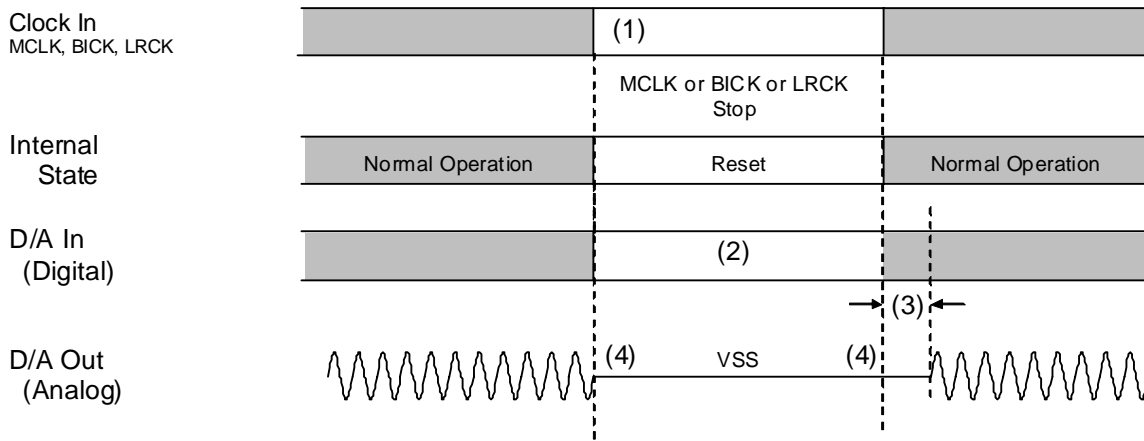 Clock In
MCLK, BICK, LRCK
(1)
MCLK or BICK or LRCK
Stop
Internal
State
Normal Operation
Reset
Normal Operation
D/A In
(Digital)
(2)
(3)
D/A Out
(Analog)
(4)
VSS
(4)